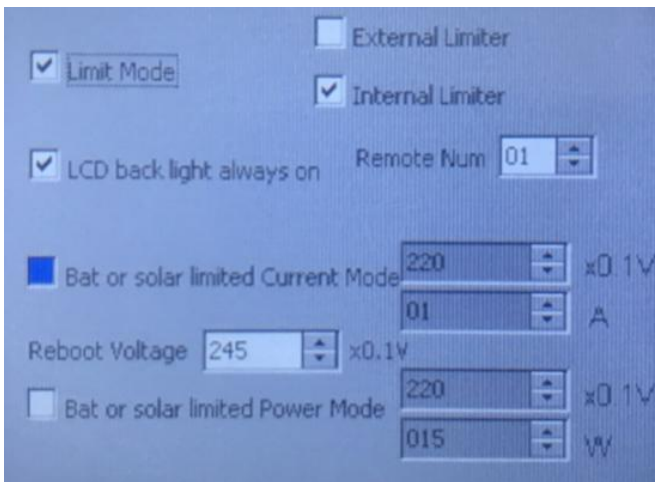 External Limiter
Limit Mode
Internal Limiter
LCD back light always on Remote Num 01
Bat or solar limited Current Mode 220 x0.1V
01 A
Reboot Voltage 245 x0.1V
Bat or solar limited Power Mode 220 x0.1V
015 W